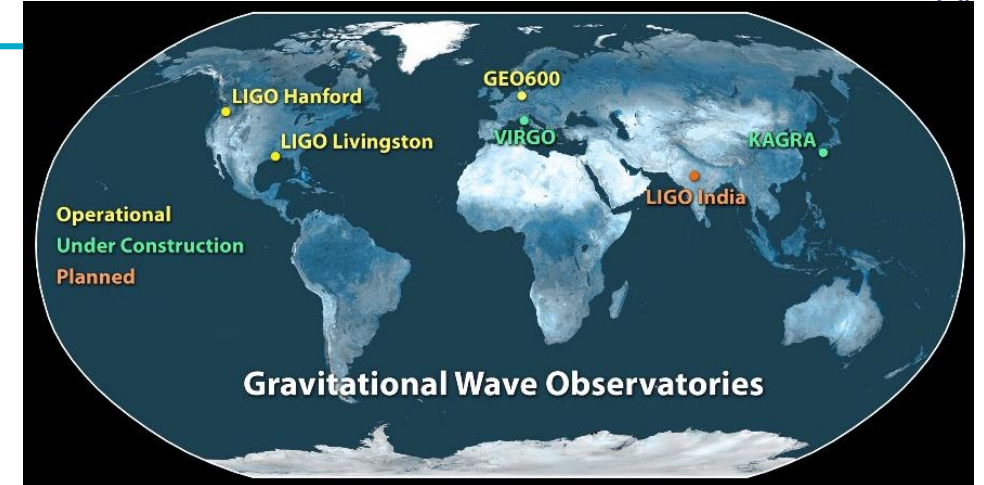 GEO600
LIGO Hanford
VIRGO
KAGRA
LIGO Livingston
LIGO India
Operational
Under Construction
Planned
Gravitational Wave Observatories